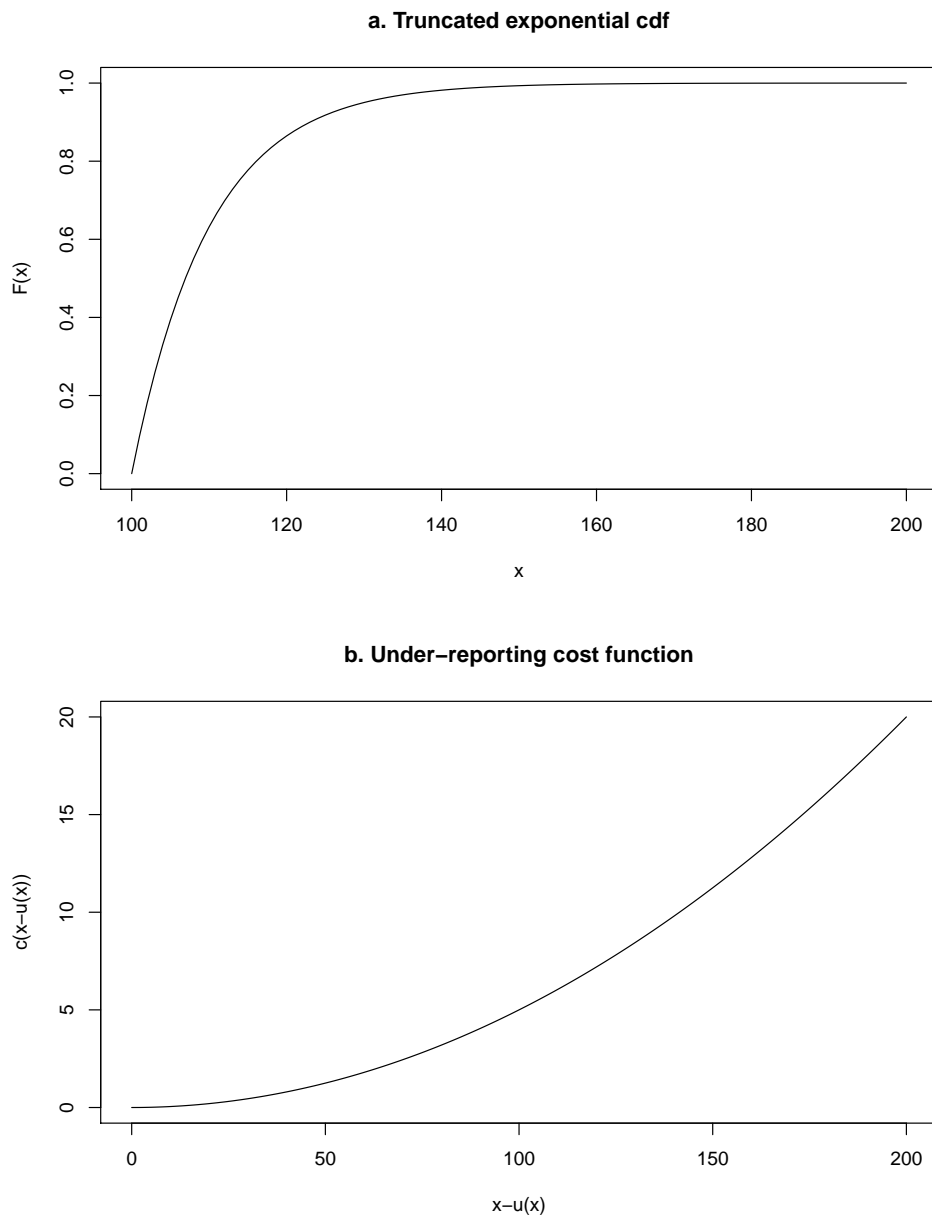 a. Truncated exponential cdf
1.0
0.8
0.6
0.4
0.2
0.0
F(x)
100 120 140 160 180 200
x
b. Under−reporting cost function
20
15
10
5
0
c(x−u(x))
0 50 100 150 200
x−u(x)